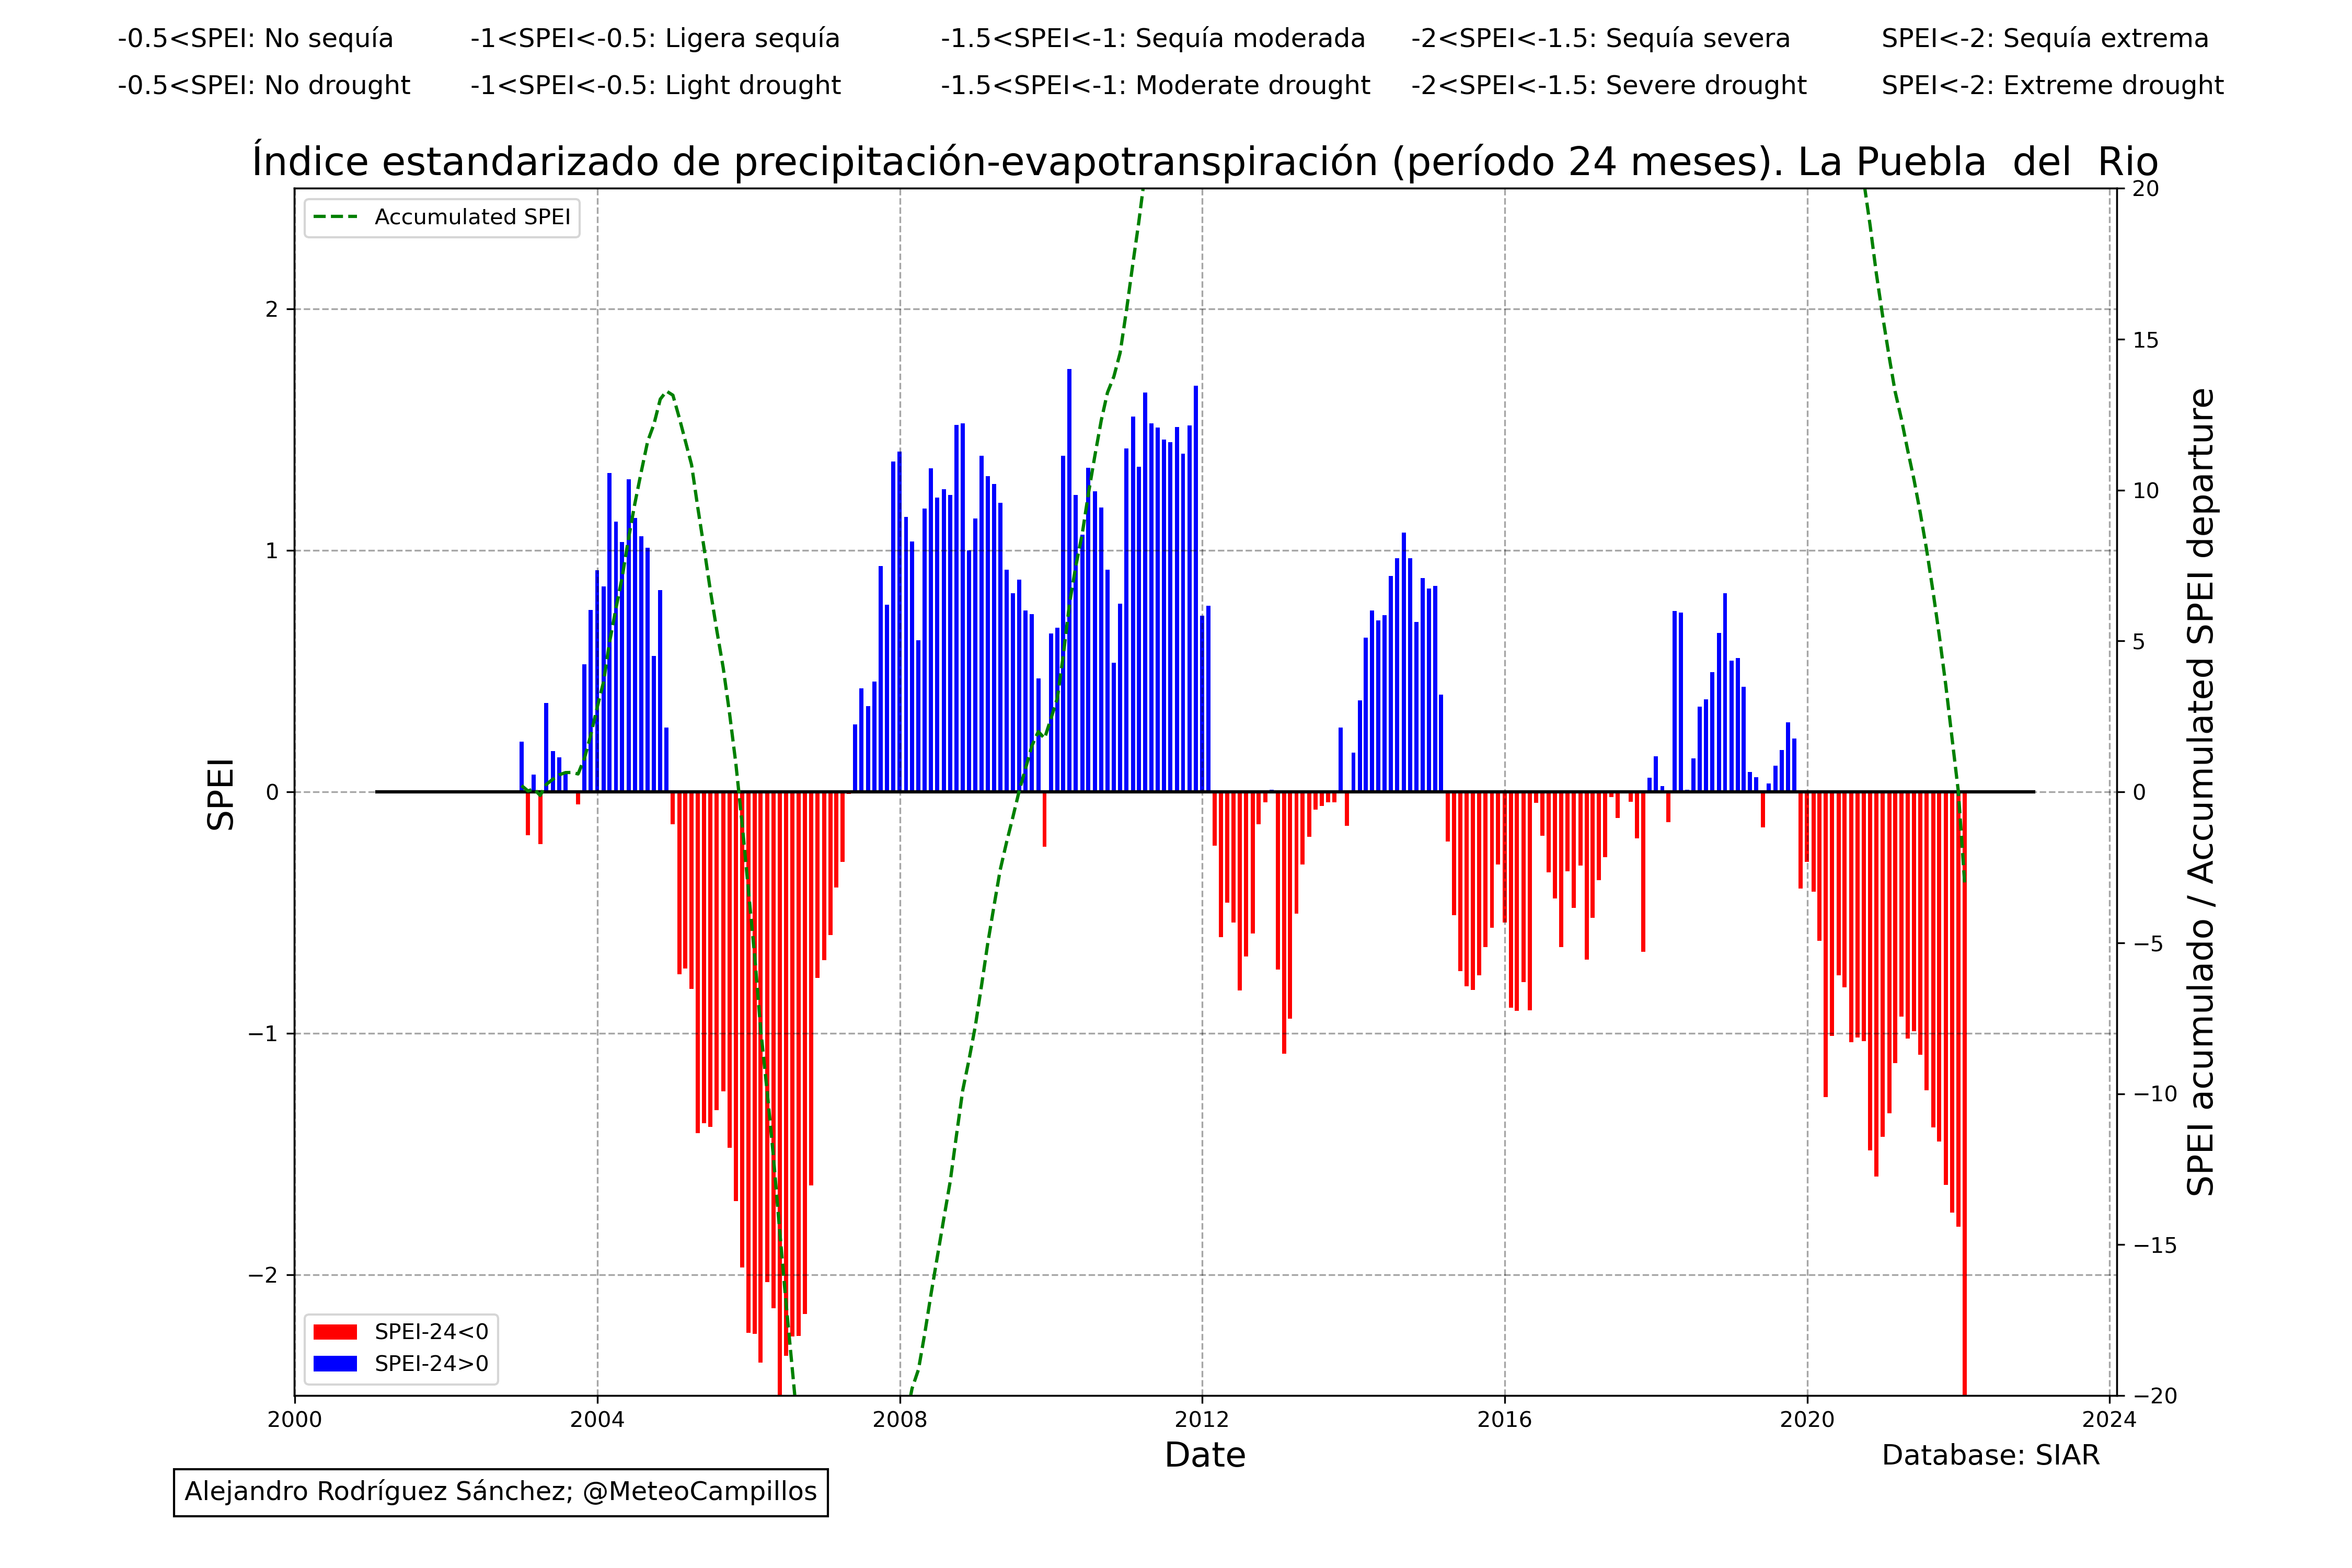 -0.5<SPEI: No sequía -1<SPEI<-0.5: Ligera sequía -1.5<SPEI<-1: Sequía moderada -2<SPEI<-1.5: Sequía severa SPEI<-2: Sequía extrema
-0.5<SPEI: No drought -1<SPEI<-0.5: Light drought -1.5<SPEI<-1: Moderate drought -2<SPEI<-1.5: Severe drought SPEI<-2: Extreme drought
Índice estandarizado de precipitación-evapotranspiración (período 24 meses). La Puebla del Rio
Accumulated SPEI
SPEI
2
1
0
−1
−2
20
15
10
5
0
−5
−10
−15
−20
SPEI acumulado / Accumulated SPEI departure
SPEI-24<0
SPEI-24>0
2000 2004 2008 2012 2016 2020 2024
Date
Database: SIAR
Alejandro Rodríguez Sánchez; @MeteoCampillos